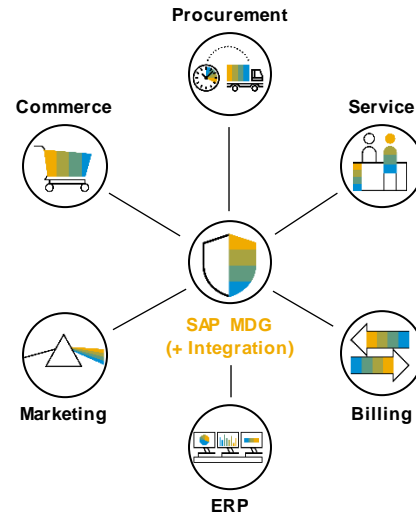 Procurement
Commerce
Service
SAP MDG
(+ Integration)
Marketing
Billing
ERP